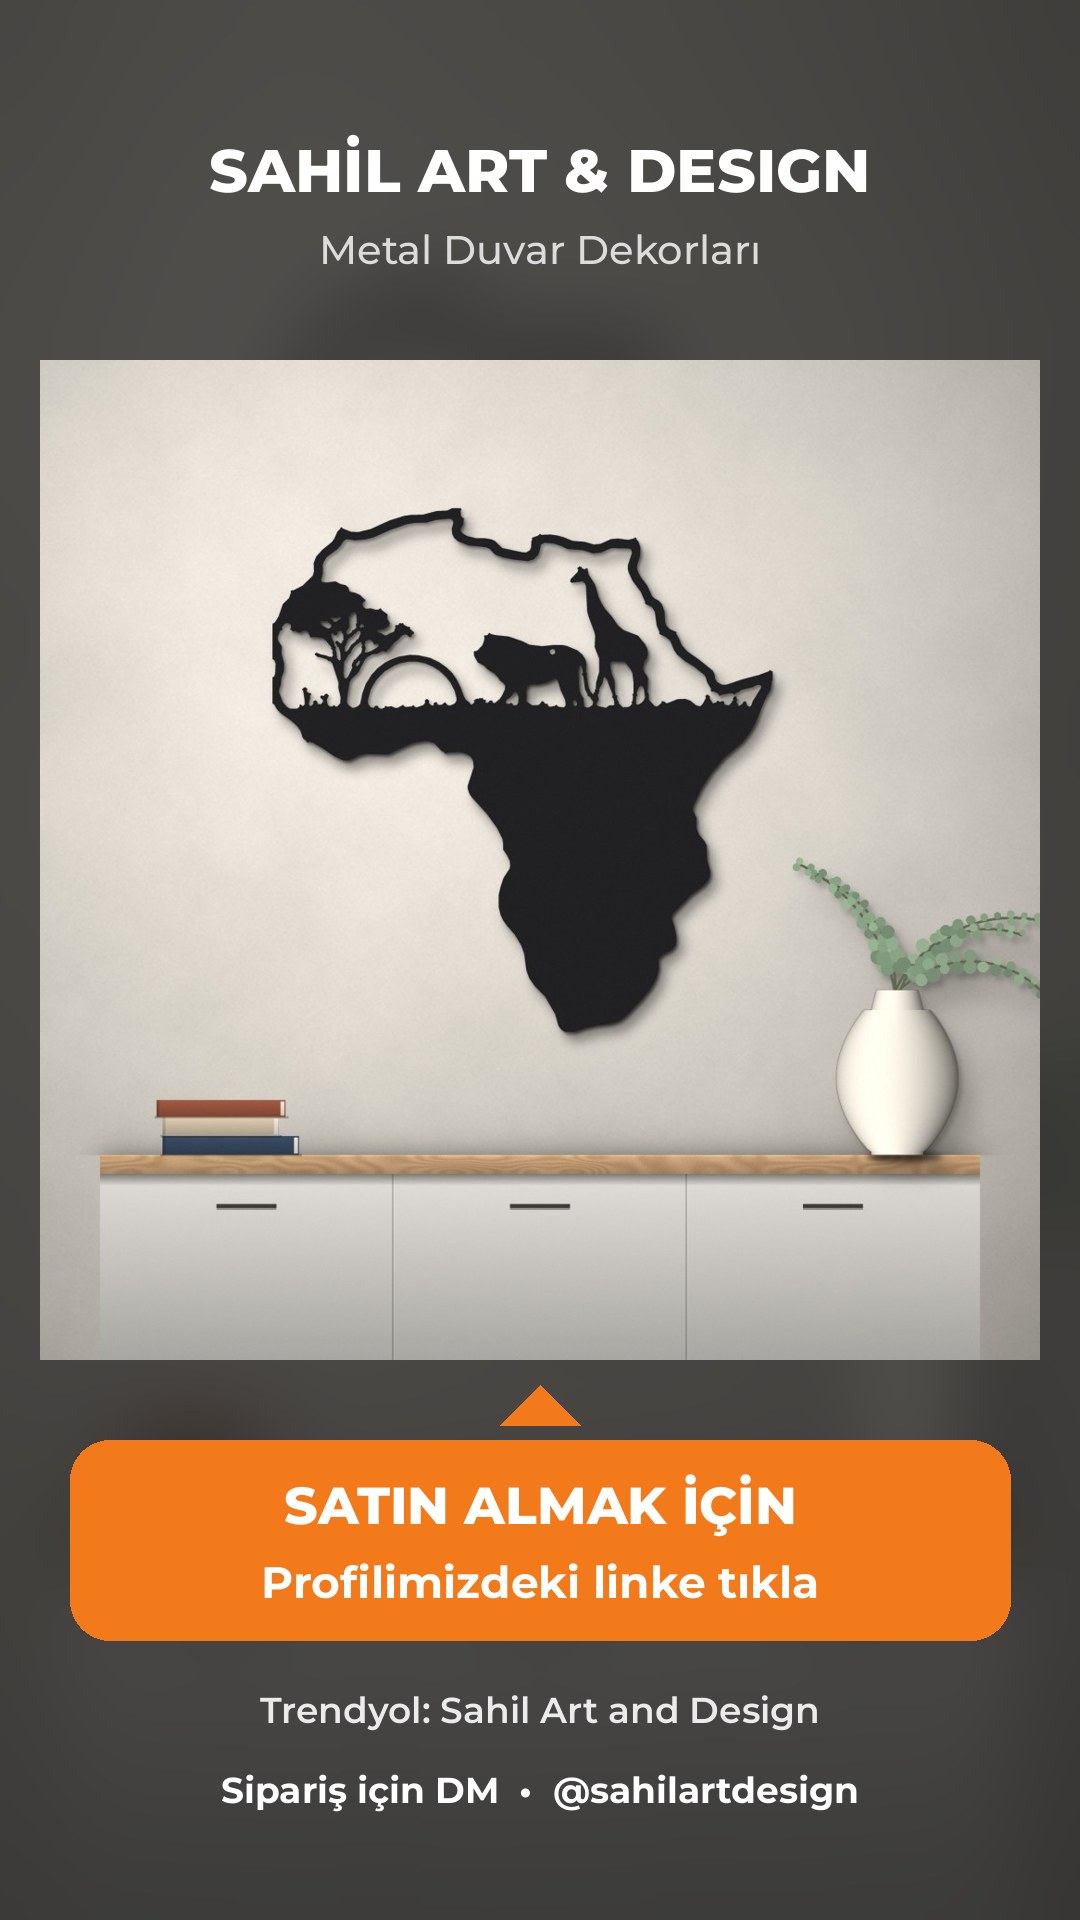 SAHİL ART & DESIGN
Metal Duvar Dekorları
SATIN ALMAK İÇİN
Profilimizdeki linke tıkla
Trendyol: Sahil Art and Design
Sipariş için DM • @sahilartdesign